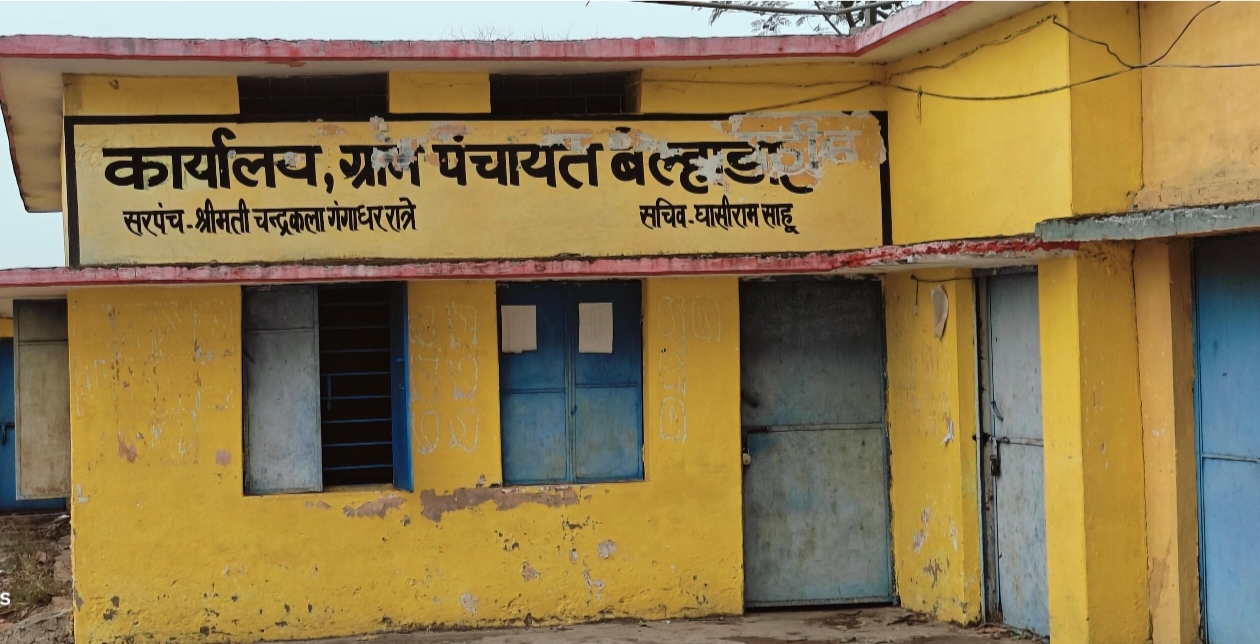 कार्यालय, ग्राम पंचायत
सरपंच - श्रीमती चन्द्रकला गंगाधर रात्रे
सचिव - घासीराम साहू
S